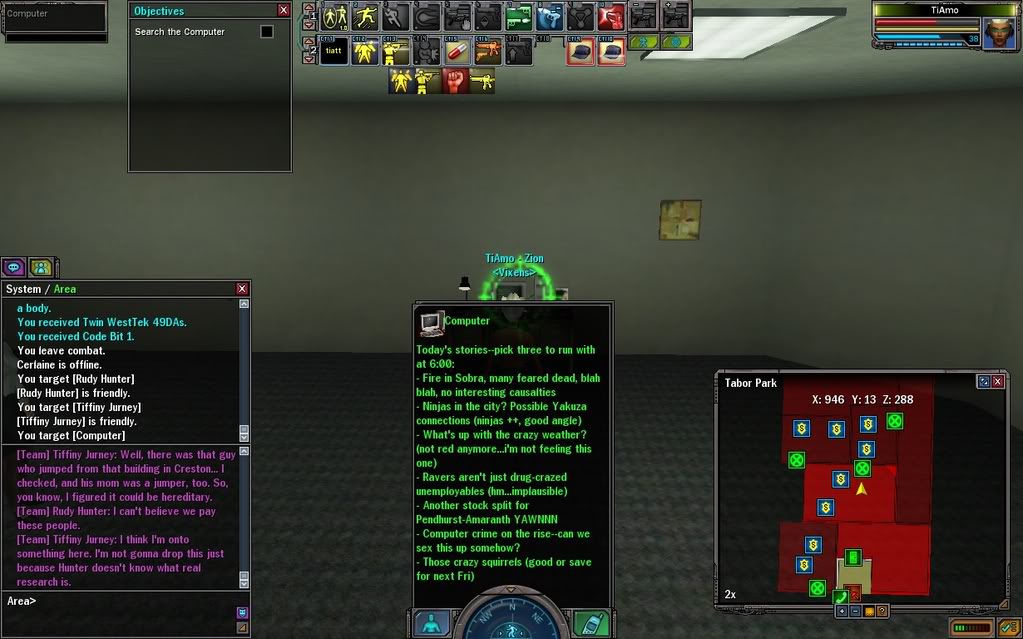 Computer
Objectives
Search the Computer
1
2
tiatt
TiAmo
38
TiAmo - Zion
<Vixens>
System / Area
a body.
You received Twin WestTek 49DAs.
You received Code Bit 1.
You leave combat.
Cerlaine is offline.
You target [Rudy Hunter]
[Rudy Hunter] is friendly.
You target [Tiffiny Jurney]
[Tiffiny Jurney] is friendly.
You target [Computer]
[Team] Tiffiny Jurney: Well, there was that guy
who jumped from that building in Creston... I
checked, and his mom was a jumper, too. So,
you know, I figured it could be hereditary.
[Team] Rudy Hunter: I can't believe we pay
these people.
[Team] Tiffiny Jurney: I think I'm onto
something here. I'm not gonna drop this just
because Hunter doesn't know what real
research is.
Area>
Computer
Today's stories--pick three to run with
at 6:00:
- Fire in Sobra, many feared dead, blah
blah, no interesting causalties
- Ninjas in the city? Possible Yakuza
connections (ninjas ++, good angle)
- What's up with the crazy weather?
(not red anymore...i'm not feeling this
one)
- Ravers aren't just drug-crazed
unemployables (hm...implausible)
- Another stock split for
Pendhurst-Amaranth YAWNNN
- Computer crime on the rise--can we
sex this up somehow?
- Those crazy squirrels (good or save
for next Fri)
N
Tabor Park
X: 946 Y: 13 Z: 288
2x